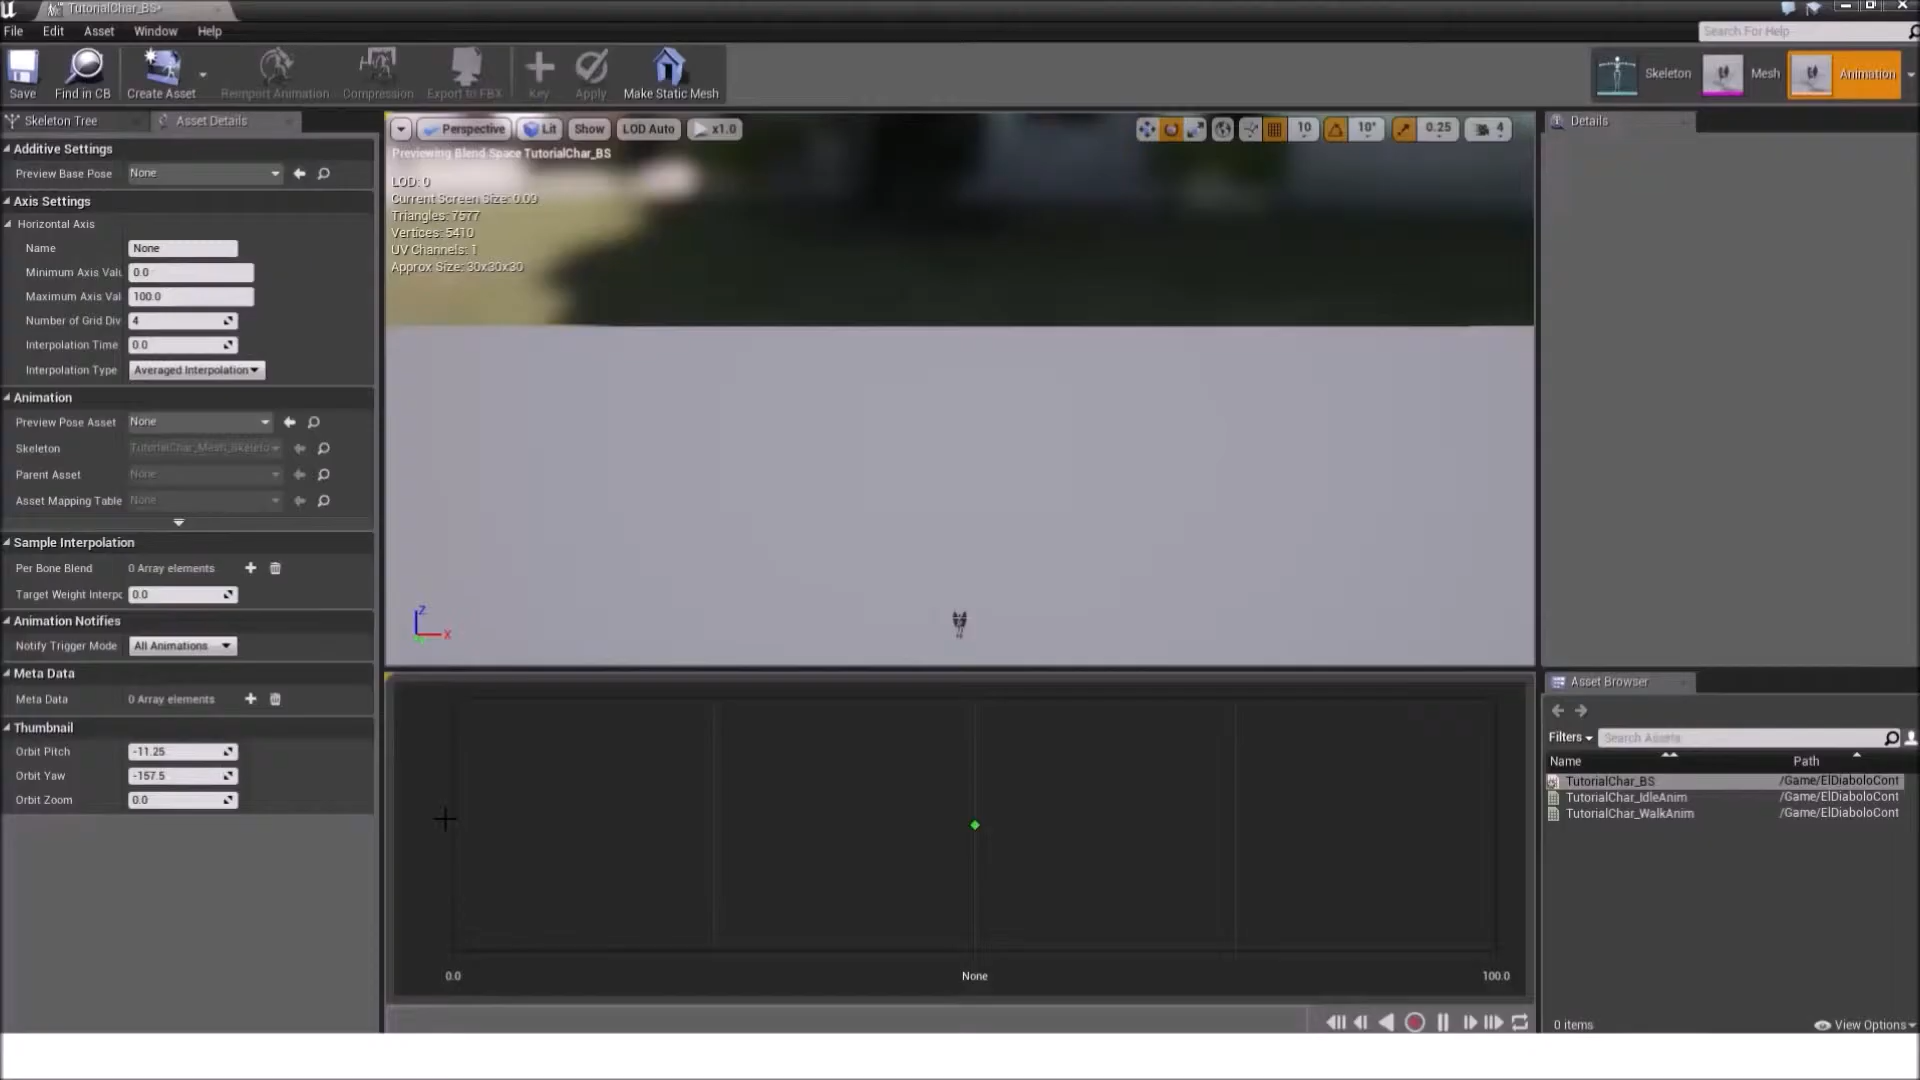 TutorialChar_BS*
File Edit Asset Window Help
Search For Help
Save Find in CB Create Asset Reimport Animation Compression Export to FBX Key Apply Make Static Mesh
Skeleton Mesh Animation
Skeleton Tree Asset Details
Additive Settings
Preview Base Pose None
Axis Settings
Horizontal Axis
Name None
Minimum Axis Valu 0.0
Maximum Axis Val 100.0
Number of Grid Div 4
Interpolation Time 0.0
Interpolation Type Averaged Interpolation
Animation
Preview Pose Asset None
Skeleton TutorialChar_Mesh_Skeleto
Parent Asset None
Asset Mapping Table None
Sample Interpolation
Per Bone Blend 0 Array elements
Target Weight Interpo 0.0
Animation Notifies
Notify Trigger Mode All Animations
Meta Data
Meta Data 0 Array elements
Thumbnail
Orbit Pitch -11.25
Orbit Yaw -157.5
Orbit Zoom 0.0
Perspective Lit Show LOD Auto x1.0
10 10° 0.25 4
Previewing Blend Space TutorialChar_BS
LOD: 0
Current Screen Size: 0.09
Triangles: 7577
Vertices: 5410
UV Channels: 1
Approx Size: 30x30x30
Z
X
0.0 None 100.0
Details
Asset Browser
Filters Search Assets
Name Path
TutorialChar_BS /Game/ElDiaboloCont
TutorialChar_IdleAnim /Game/ElDiaboloCont
TutorialChar_WalkAnim /Game/ElDiaboloCont
0 items View Options